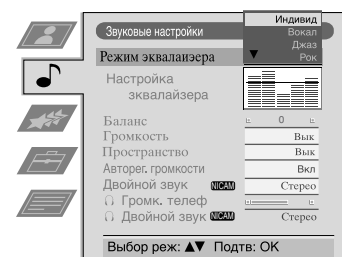 Звуковые настройки
Индивид
Вокал
Джаз
Рок
Режим эквалаиэера
Настройка
эквалайзера
Баланс 0
Громкость Вык
Пространство Вык
Авторег. громкости Вкл
Двойной звук NICAM Стерео
Громк. телеф
Двойной звук NICAM Стерео
Выбор реж: ▲▼ Подтв: OK